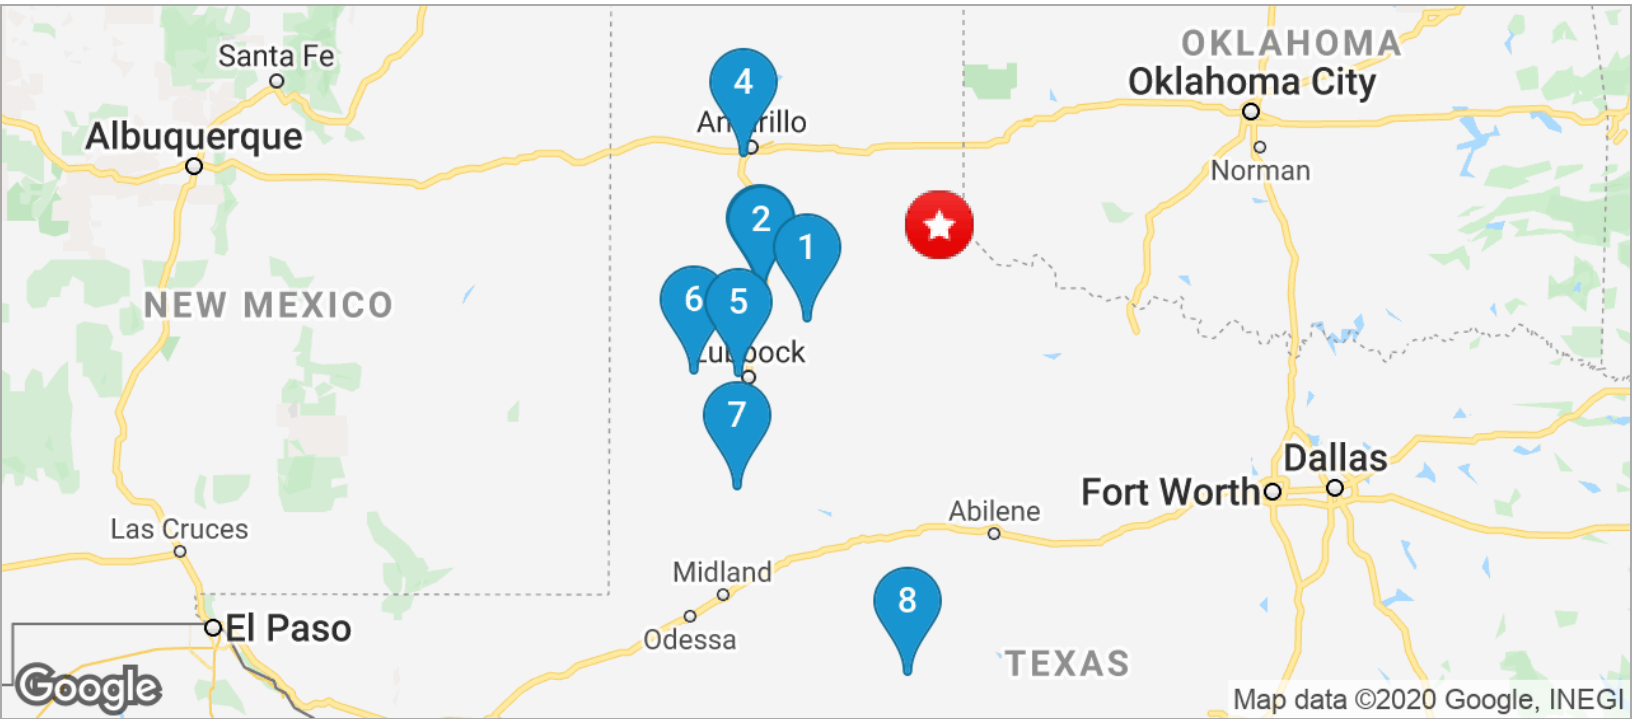 Santa Fe
OKLAHOMA
Oklahoma City
4
Albuquerque
Norman
2
1
NEW MEXICO
6
5
7
Dallas
Fort Worth
Abilene
Las Cruces
Midland
8
El Paso
Odessa
TEXAS
Google
Map data ©2020 Google, INEGI